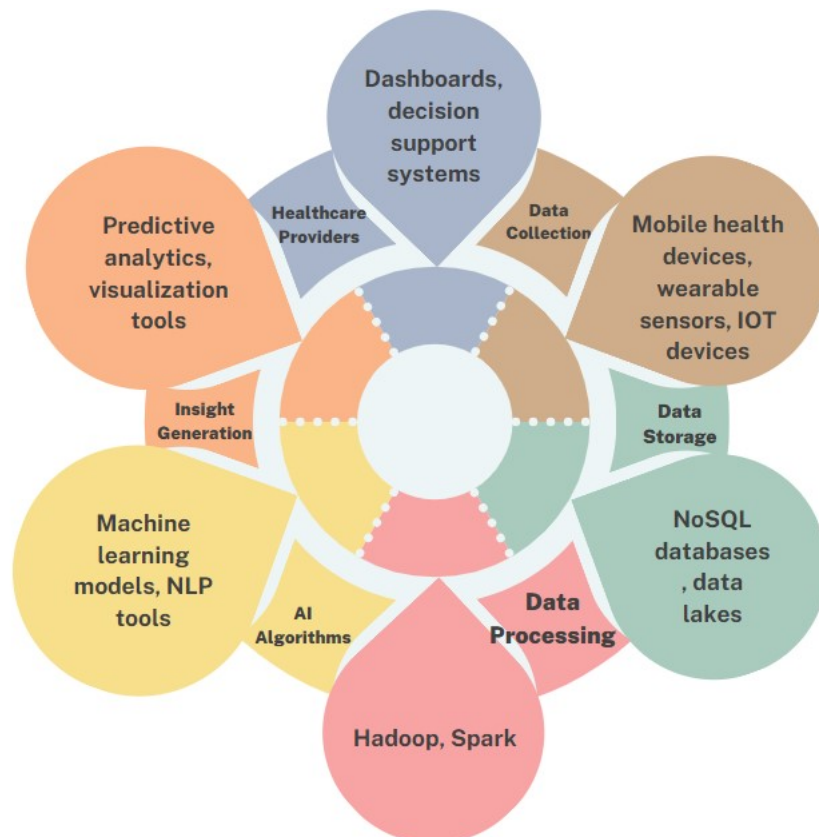 Dashboards,
decision
support
systems
Data
Collection
Mobile health
devices,
wearable
sensors, IOT
devices
Data
Storage
NoSQL
databases
, data
lakes
Data
Processing
Hadoop, Spark
AI
Algorithms
Machine
learning
models, NLP
tools
Insight
Generation
Predictive
analytics,
visualization
tools
Healthcare
Providers